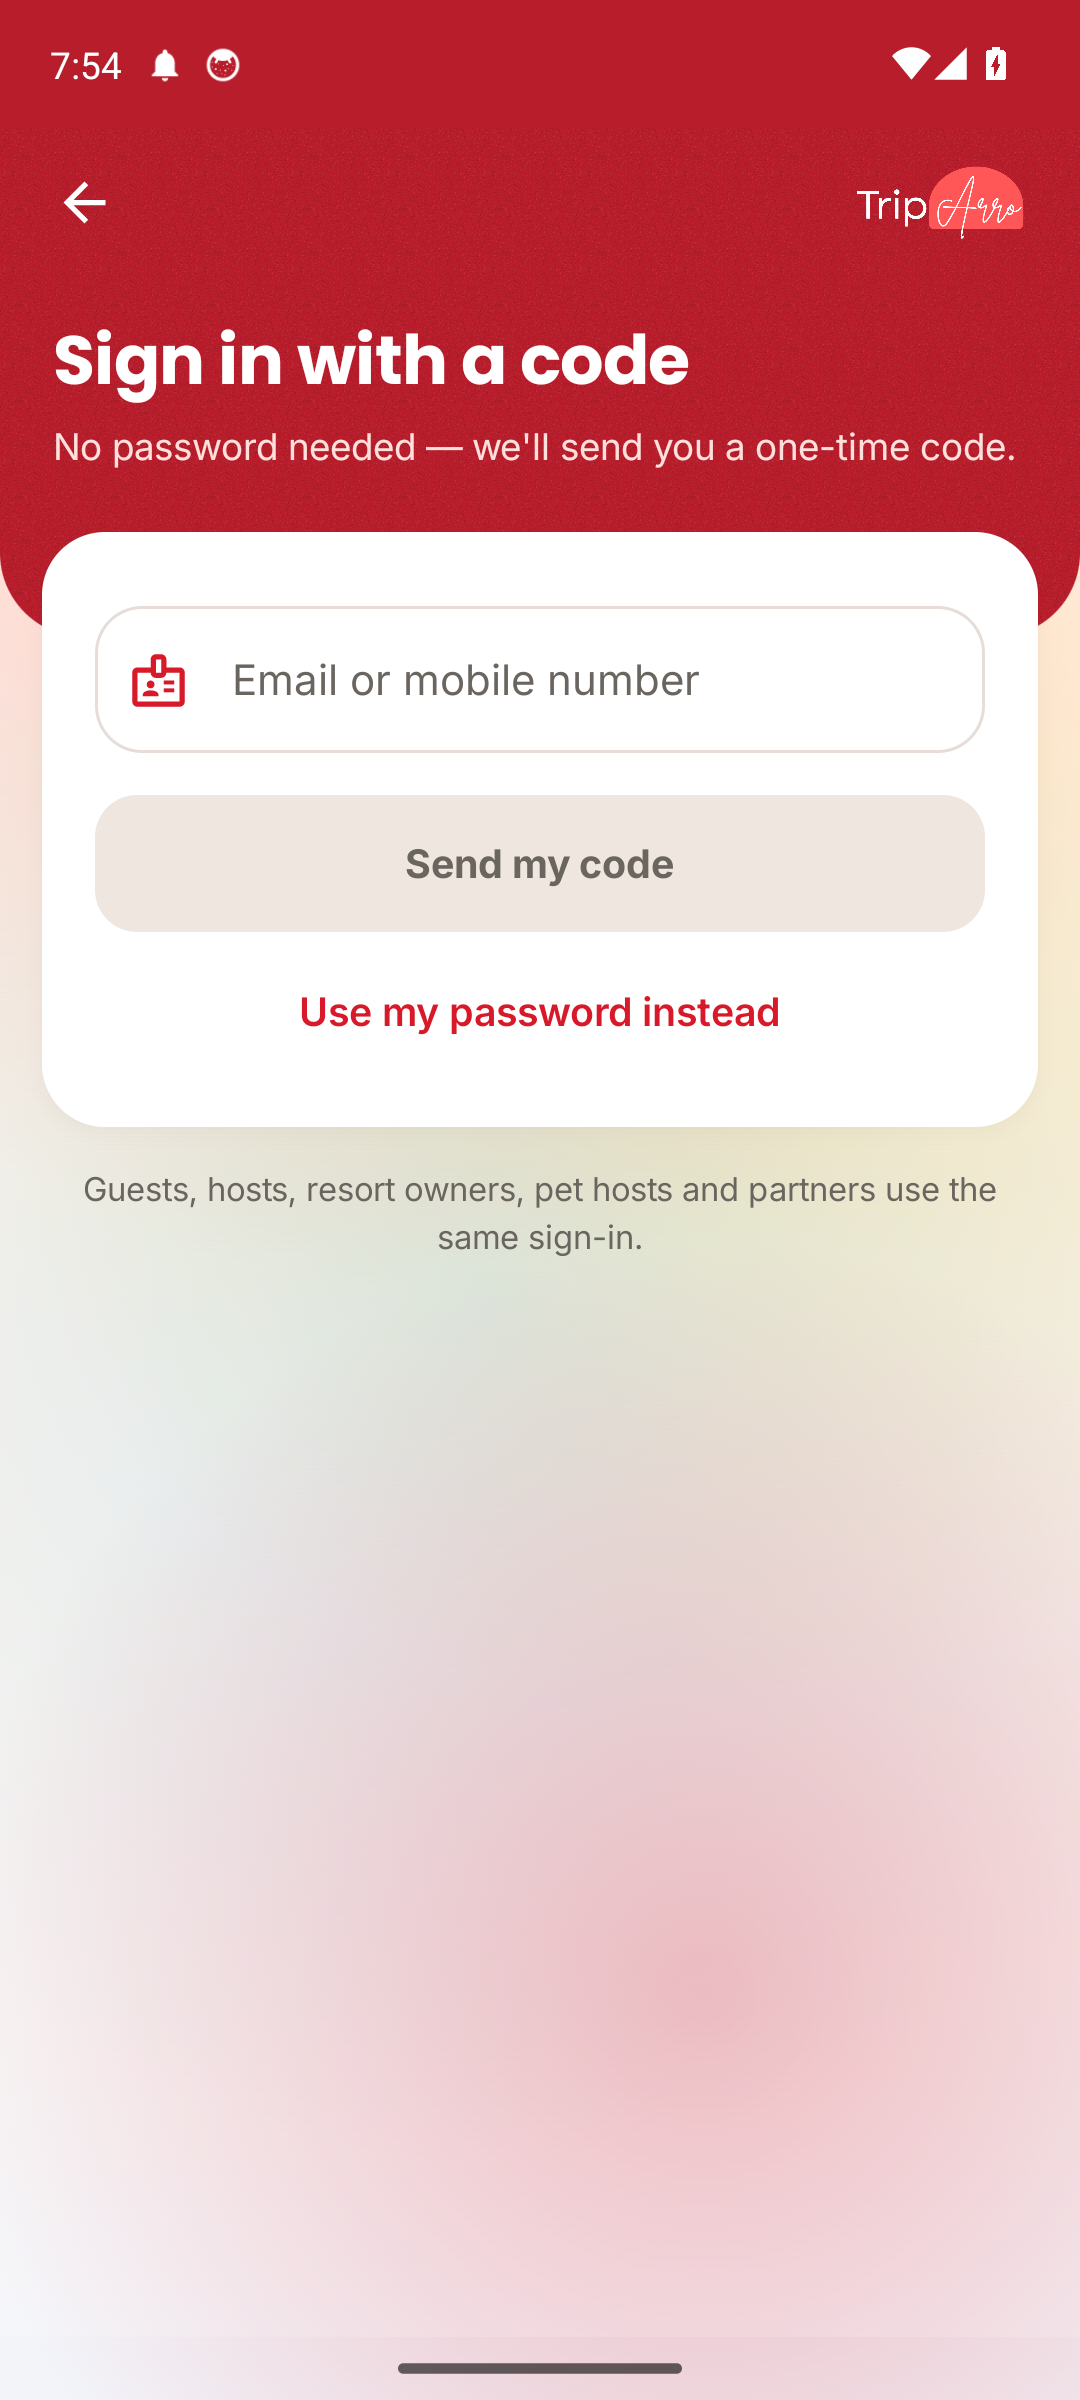 7:54
Trip Arro
Sign in with a code
No password needed — we'll send you a one-time code.
Email or mobile number
Send my code
Use my password instead
Guests, hosts, resort owners, pet hosts and partners use the
same sign-in.